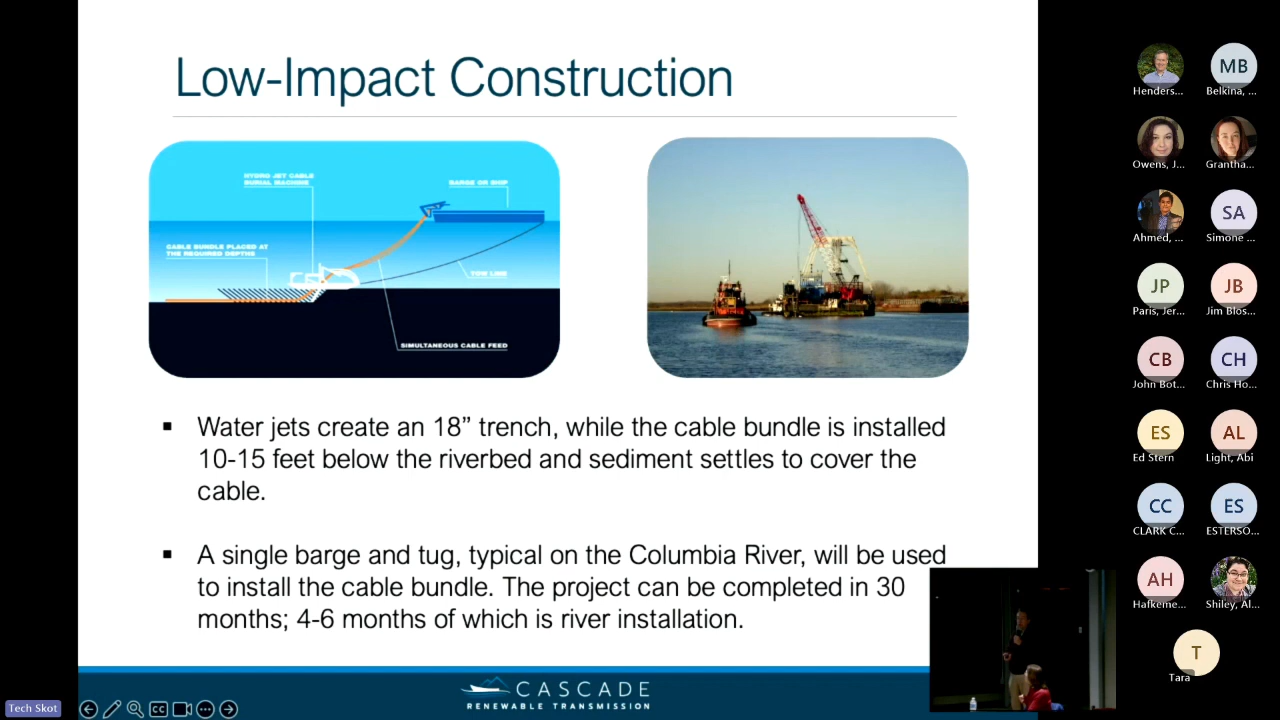 Low-Impact Construction
HYDRO JET CABLE
BURIAL MACHINE
BARGE OR SHIP
CABLE BUNDLE PLACED AT
THE REQUIRED DEPTHS
TOW LINE
SIMULTANEOUS CABLE FEED
▪ Water jets create an 18” trench, while the cable bundle is installed
10-15 feet below the riverbed and sediment settles to cover the
cable.
▪ A single barge and tug, typical on the Columbia River, will be used
to install the cable bundle. The project can be completed in 30
months; 4-6 months of which is river installation.
CASCADE
RENEWABLE TRANSMISSION
Tech Skot
CC
Henders...
MB
Belkina, ...
Owens, J...
Grantha...
Ahmed, ...
SA
Simone ...
JP
Paris, Jer...
JB
Jim Blos...
CB
John Bot...
CH
Chris Ho...
ES
Ed Stern
AL
Light, Abi
CC
CLARK C...
ES
ESTERSO...
AH
Hafkeme...
Shiley, Al...
T
Tara